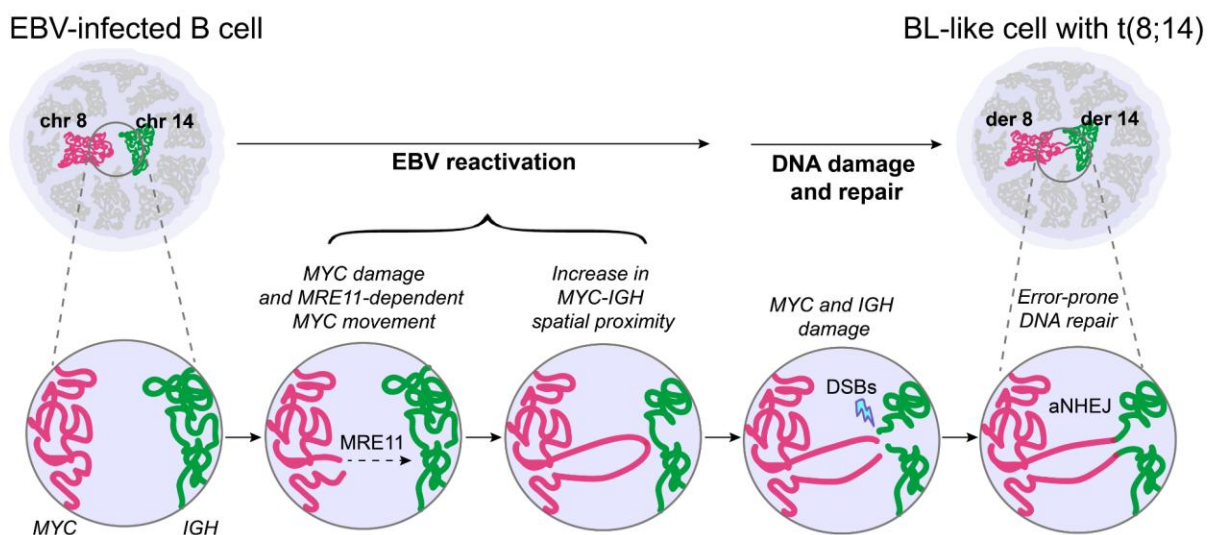 EBV-infected B cell
BL-like cell with t(8;14)
chr 8
chr 14
EBV reactivation
DNA damage
and repair
der 8
der 14
MYC damage
and MRE11-dependent
MYC movement
Increase in
MYC-IGH
spatial proximity
MYC and IGH
damage
Error-prone
DNA repair
MYC
IGH
MRE11
DSBs
aNHEJ